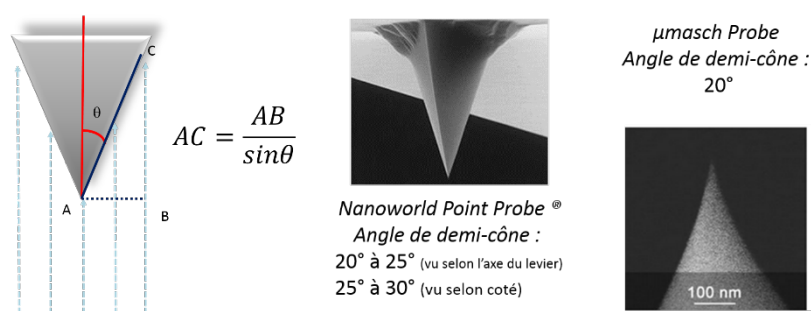 C
θ
A
B
AC = AB / sinθ
Nanoworld Point Probe ®
Angle de demi-cône :
20° à 25° (vu selon l'axe du levier)
25° à 30° (vu selon coté)
μmasch Probe
Angle de demi-cône :
20°
100 nm